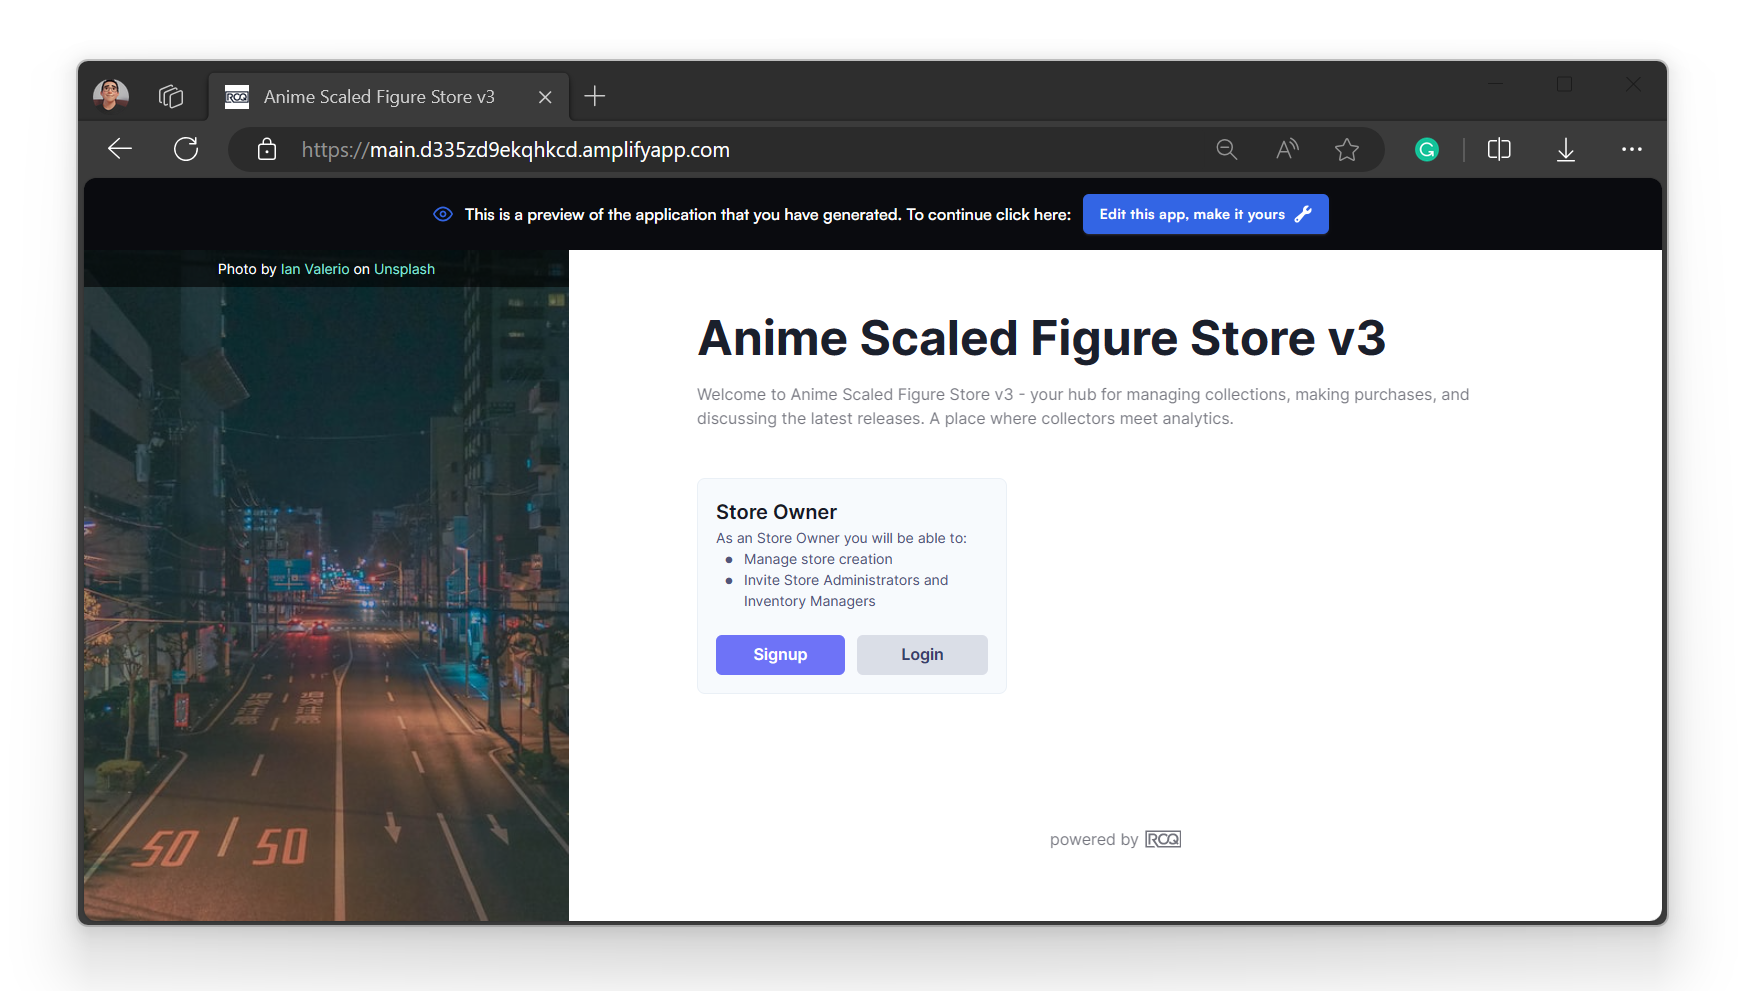 RCQ
Anime Scaled Figure Store v3
https://main.d335zd9ekqhkcd.amplifyapp.com
This is a preview of the application that you have generated. To continue click here:
Edit this app, make it yours
Photo by Ian Valerio on Unsplash
50 50
Anime Scaled Figure Store v3
Welcome to Anime Scaled Figure Store v3 - your hub for managing collections, making purchases, and
discussing the latest releases. A place where collectors meet analytics.
Store Owner
As an Store Owner you will be able to:
Manage store creation
Invite Store Administrators and
Inventory Managers
Signup
Login
powered by RCQ